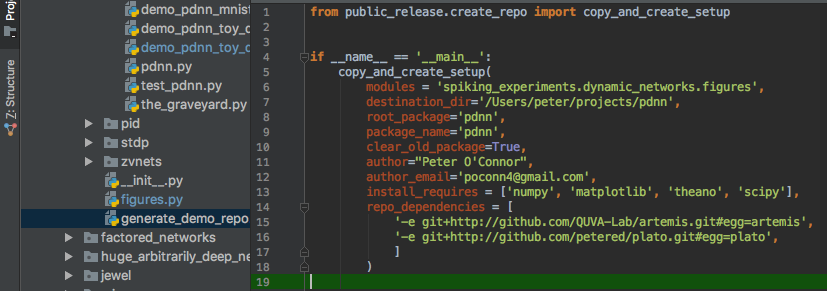 Proj
Z: Structure
demo_pdnn_mnist
demo_pdnn_toy_c
demo_pdnn_toy_c
pdnn.py
test_pdnn.py
the_graveyard.py
pid
stdp
zvnets
__init__.py
figures.py
generate_demo_repo
factored_networks
huge_arbitrarily_deep_ne
jewel
1 from public_release.create_repo import copy_and_create_setup
2
3
4 if __name__ == '__main__':
5 copy_and_create_setup(
6 modules = 'spiking_experiments.dynamic_networks.figures',
7 destination_dir='/Users/peter/projects/pdnn',
8 root_package='pdnn',
9 package_name='pdnn',
10 clear_old_package=True,
11 author="Peter O'Connor",
12 author_email='poconn4@gmail.com',
13 install_requires = ['numpy', 'matplotlib', 'theano', 'scipy'],
14 repo_dependencies = [
15 '-e git+http://github.com/QUVA-Lab/artemis.git#egg=artemis',
16 '-e git+http://github.com/petered/plato.git#egg=plato',
17 ]
18 )
19